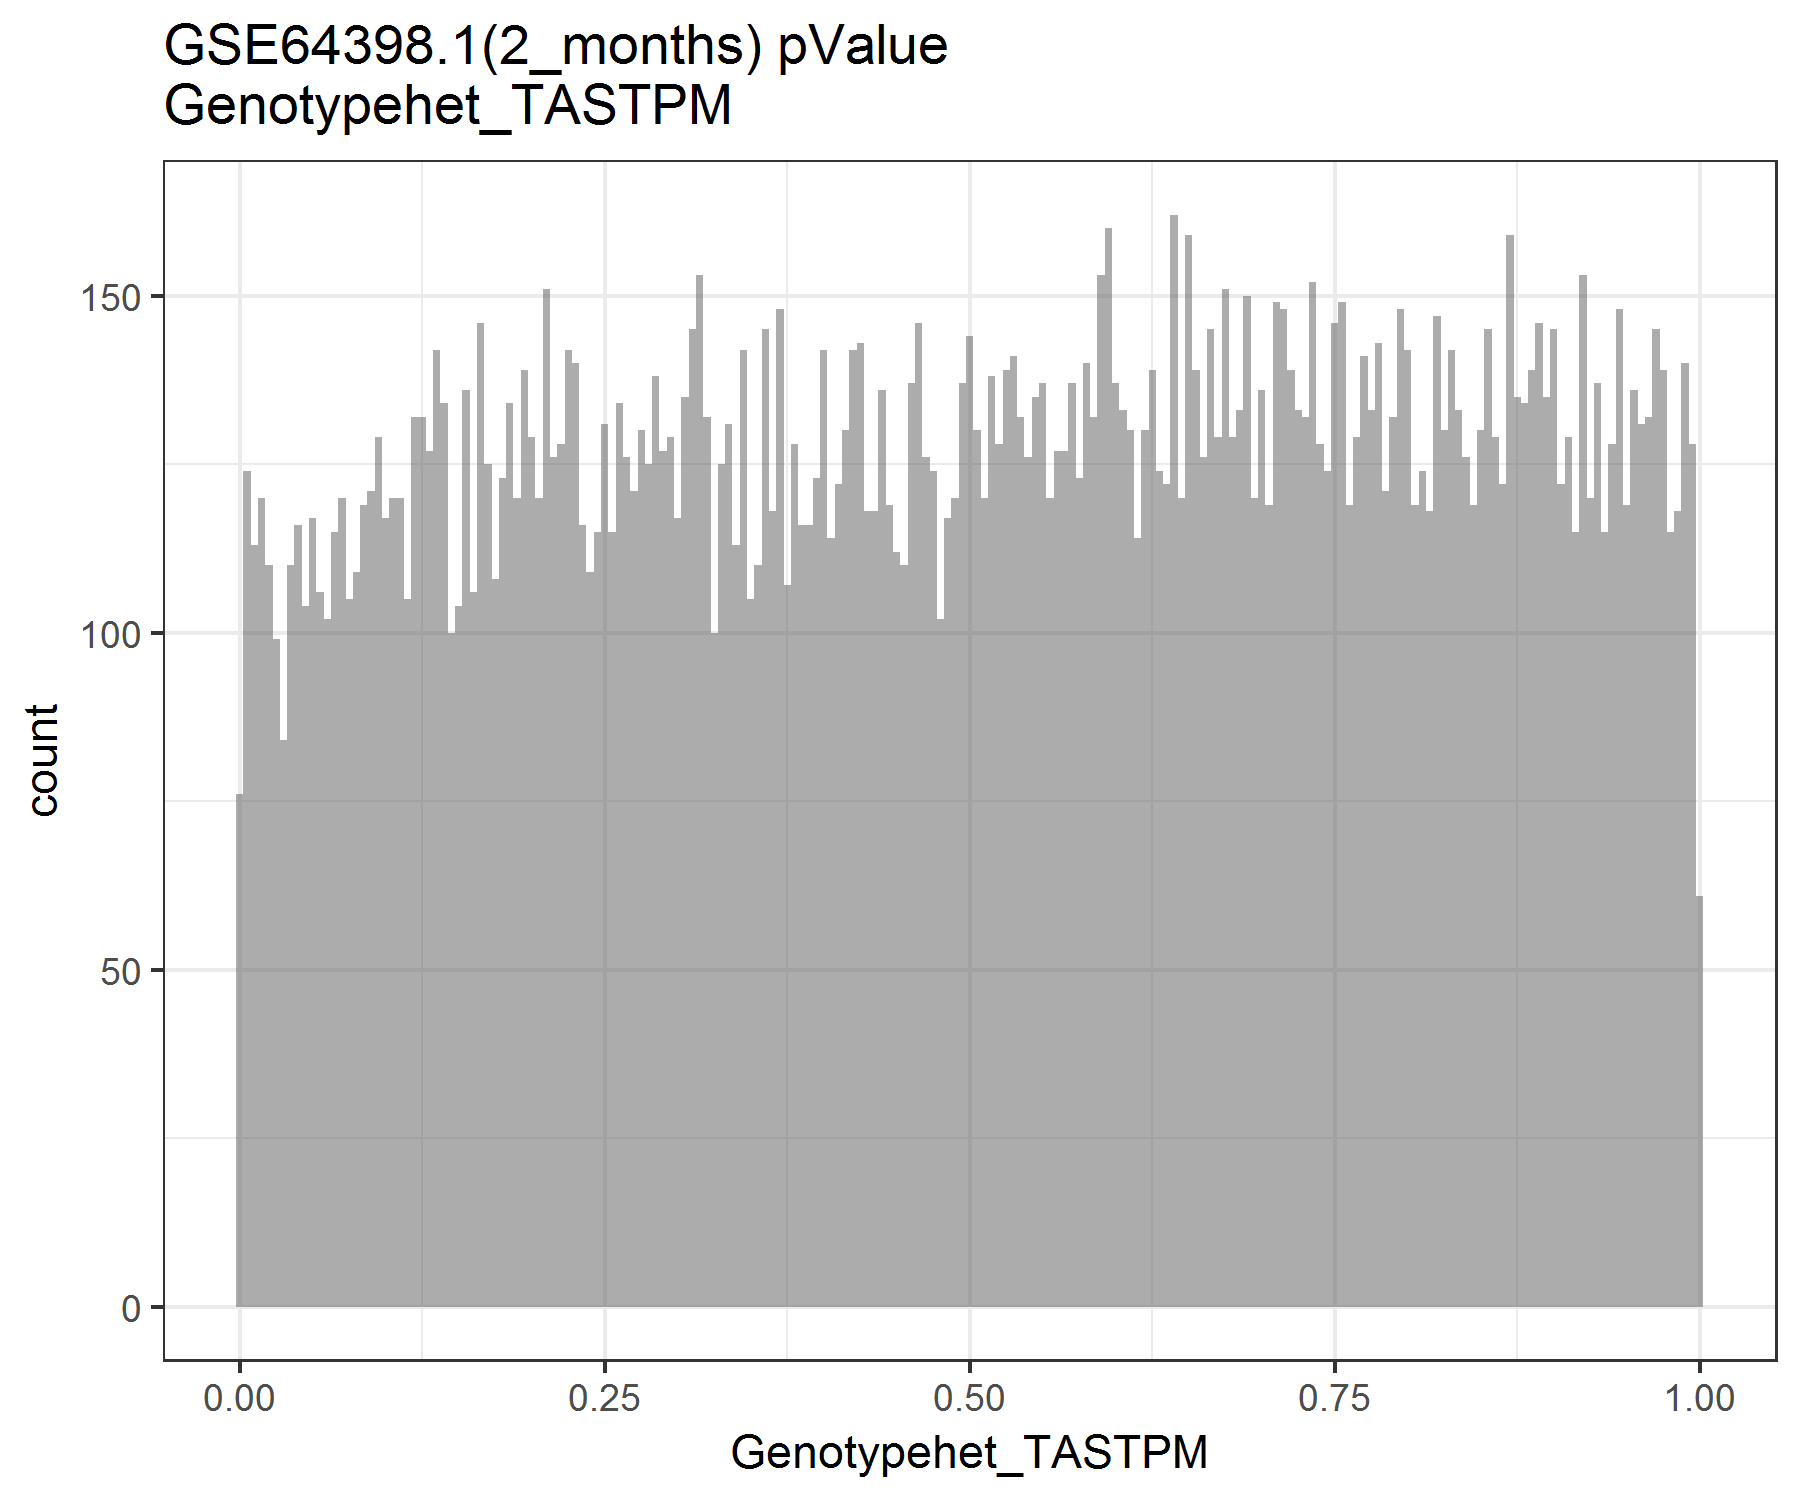 GSE64398.1(2_months) pValue
Genotypehet_TASTPM
150
100
50
0
count
0.00 0.25 0.50 0.75 1.00
Genotypehet_TASTPM